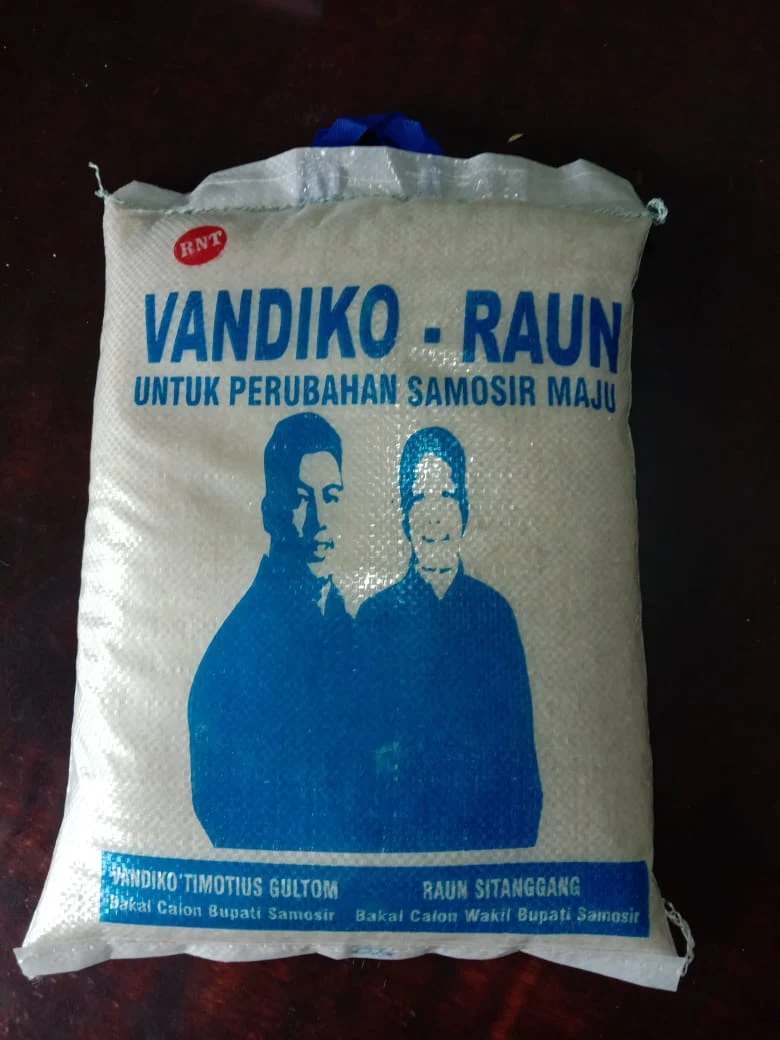 RNT
VANDIKO - RAUN
UNTUK PERUBAHAN SAMOSIR MAJU
VANDIKO TIMOTIUS GULTOM RAUN SITANGGANG
Bakal Calon Bupati Samosir Bakal Calon Wakil Bupati Samosir